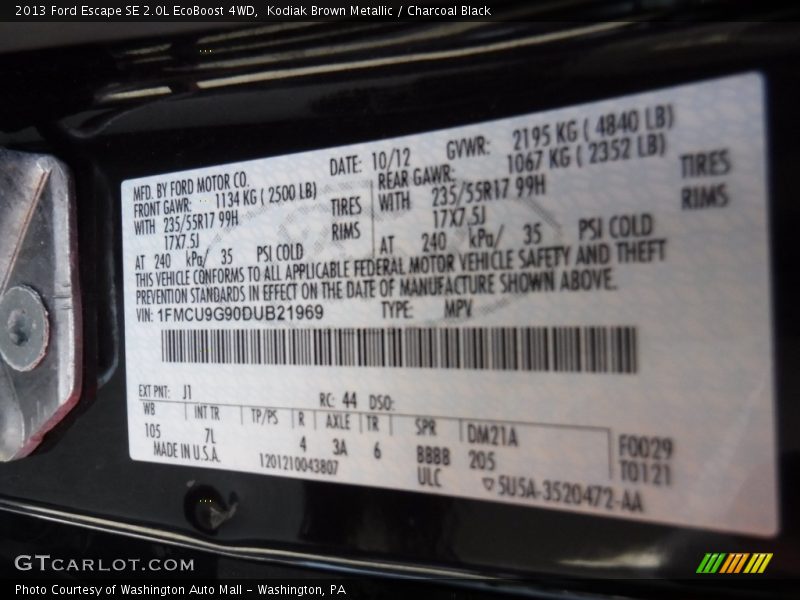 2013 Ford Escape SE 2.0L EcoBoost 4WD,  Kodiak Brown Metallic / Charcoal Black
MFD. BY FORD MOTOR CO.
DATE: 10/12
GVWR: 2195 KG ( 4840 LB)
FRONT GAWR: 1134 KG ( 2500 LB)
REAR GAWR: 1067 KG ( 2352 LB)
WITH 235/55R17 99H TIRES
WITH 235/55R17 99H TIRES
17X7.5J RIMS
17X7.5J RIMS
AT 240 kPa/ 35 PSI COLD
AT 240 kPa/ 35 PSI COLD
THIS VEHICLE CONFORMS TO ALL APPLICABLE FEDERAL MOTOR VEHICLE SAFETY AND THEFT
PREVENTION STANDARDS IN EFFECT ON THE DATE OF MANUFACTURE SHOWN ABOVE.
VIN: 1FMCU9G90DUB21969 TYPE: MPV
EXT PNT: J1 RC: 44 DSO:
WB INT TR TP/PS R AXLE TR SPR DM21A
105 7L 4 3A 6 BBBB 205 F0029
MADE IN U.S.A. 1201210043807 ULC T0121
5U5A-3520472-AA
GTCARLOT.COM
Photo Courtesy of Washington Auto Mall - Washington, PA